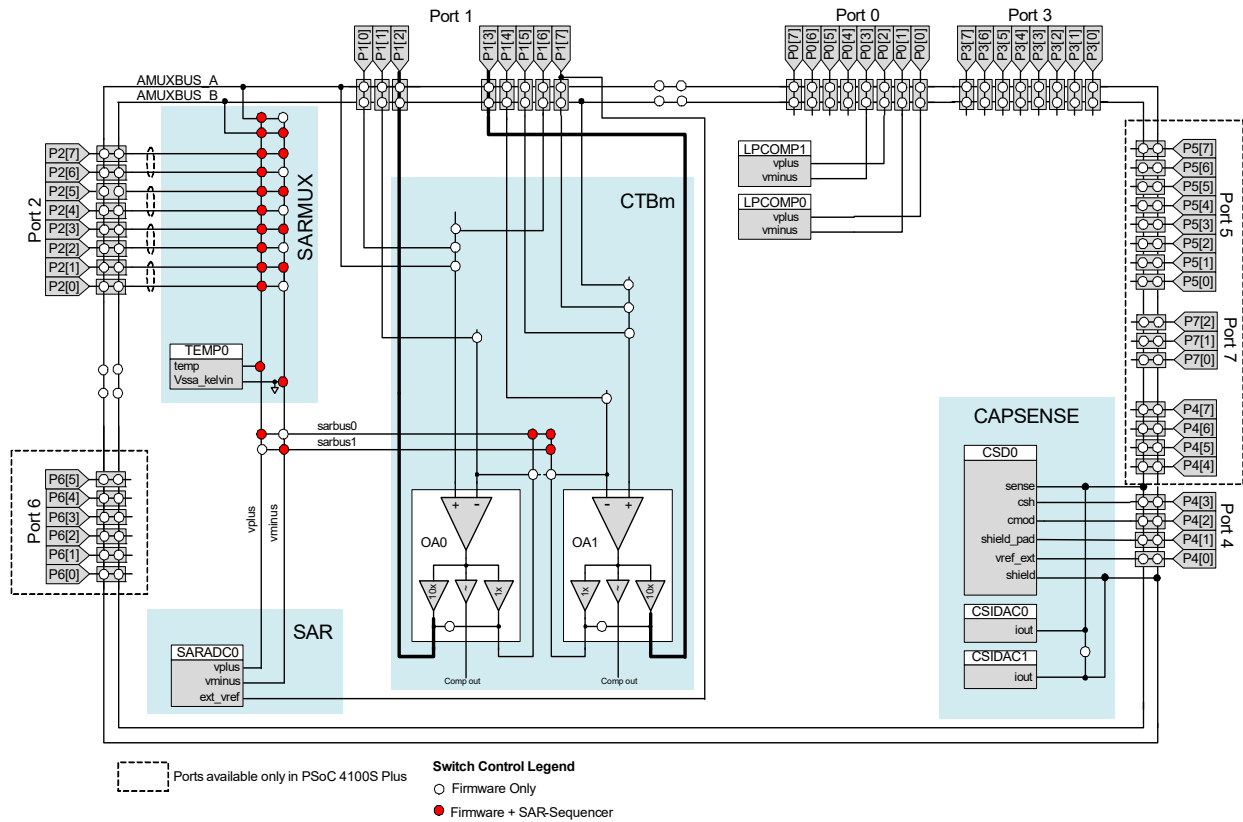 Port 1
Port 0
Port 3
P1[0]
P1[1]
P1[2]
P1[3]
P1[4]
P1[5]
P1[6]
P1[7]
P0[7]
P0[6]
P0[5]
P0[4]
P0[3]
P0[2]
P0[1]
P0[0]
P3[7]
P3[6]
P3[5]
P3[4]
P3[3]
P3[2]
P3[1]
P3[0]
AMUXBUS_A
AMUXBUS_B
Port 2
P2[7]
P2[6]
P2[5]
P2[4]
P2[3]
P2[2]
P2[1]
P2[0]
SARMUX
TEMP0
temp
Vssa_kelvin
CTBm
LPCOMP1
vplus
vminus
LPCOMP0
vplus
vminus
P5[7]
P5[6]
P5[5]
P5[4]
P5[3]
P5[2]
P5[1]
P5[0]
Port 5
P7[2]
P7[1]
P7[0]
Port 7
P4[7]
P4[6]
P4[5]
P4[4]
P4[3]
P4[2]
P4[1]
P4[0]
Port 4
sarbus0
sarbus1
Port 6
P6[5]
P6[4]
P6[3]
P6[2]
P6[1]
P6[0]
vplus
vminus
+
-
OA0
10x
~
1x
Comp out
-
+
OA1
1x
~
10x
Comp out
CAPSENSE
CSD0
sense
csh
cmod
shield_pad
vref_ext
shield
CSIDAC0
iout
CSIDAC1
iout
SAR
SARADC0
vplus
vminus
ext_vref
Ports available only in PSoC 4100S Plus
Switch Control Legend
Firmware Only
Firmware + SAR-Sequencer